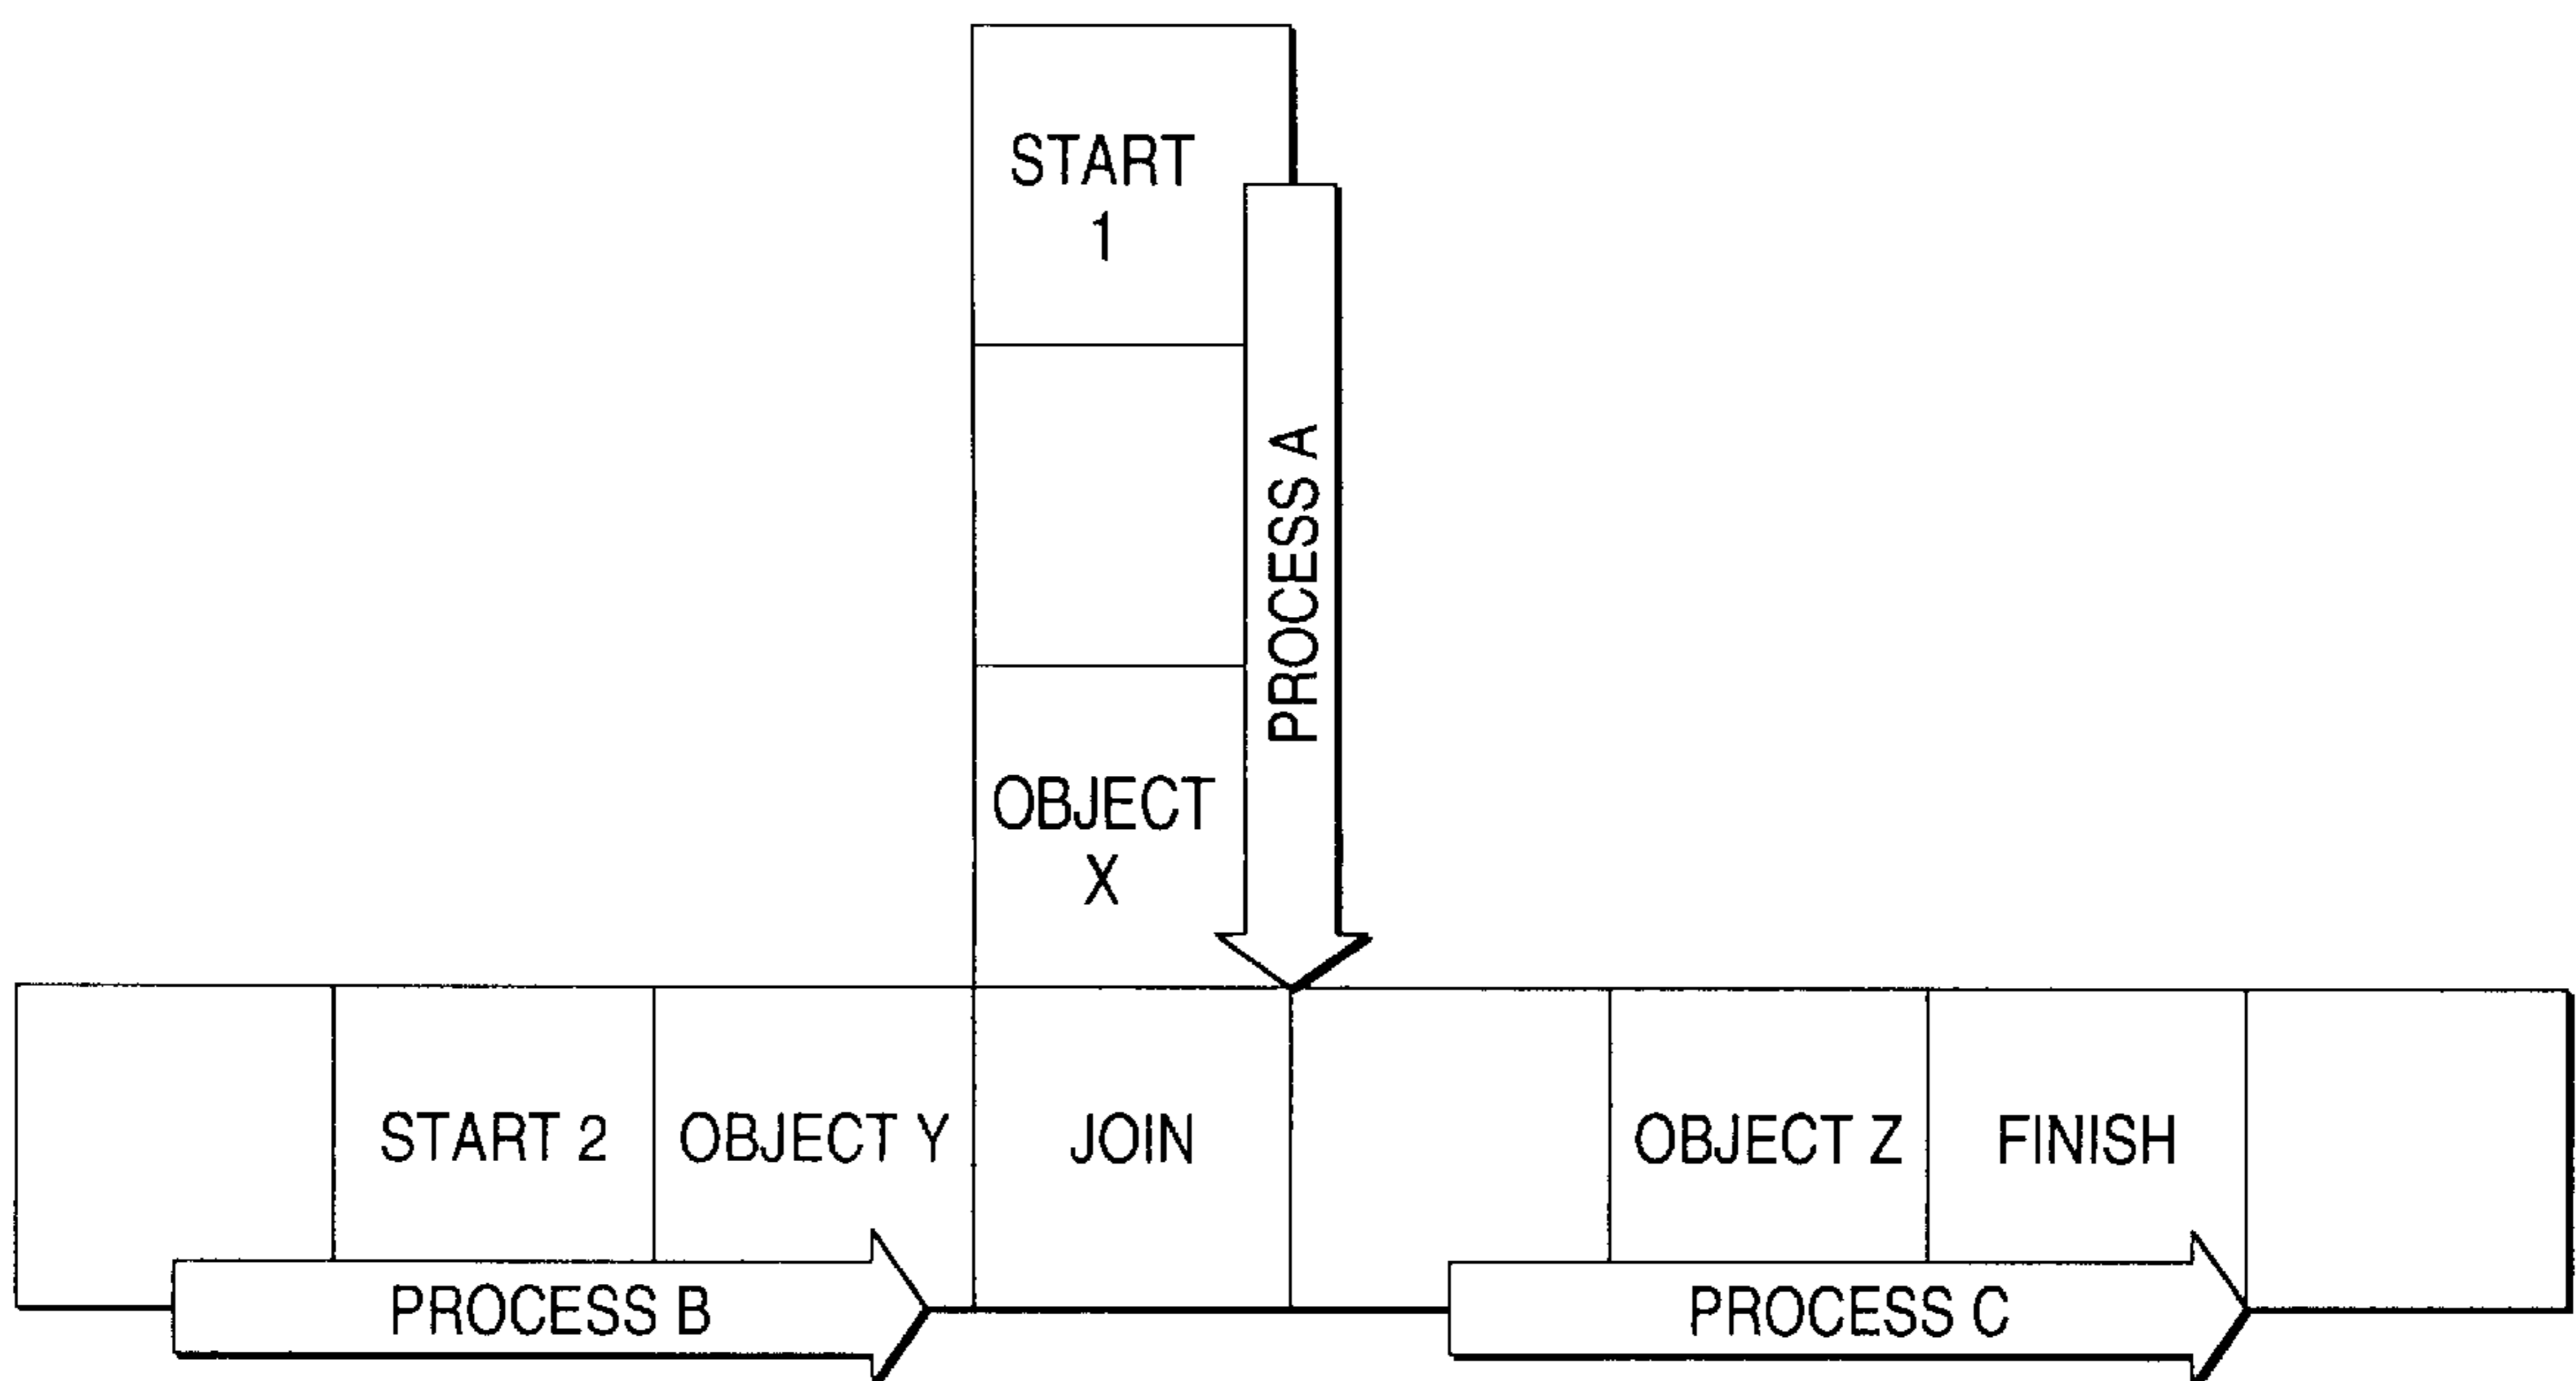 START
1
PROCESS A
OBJECT
X
START 2
OBJECT Y
JOIN
OBJECT Z
FINISH
PROCESS B
PROCESS C